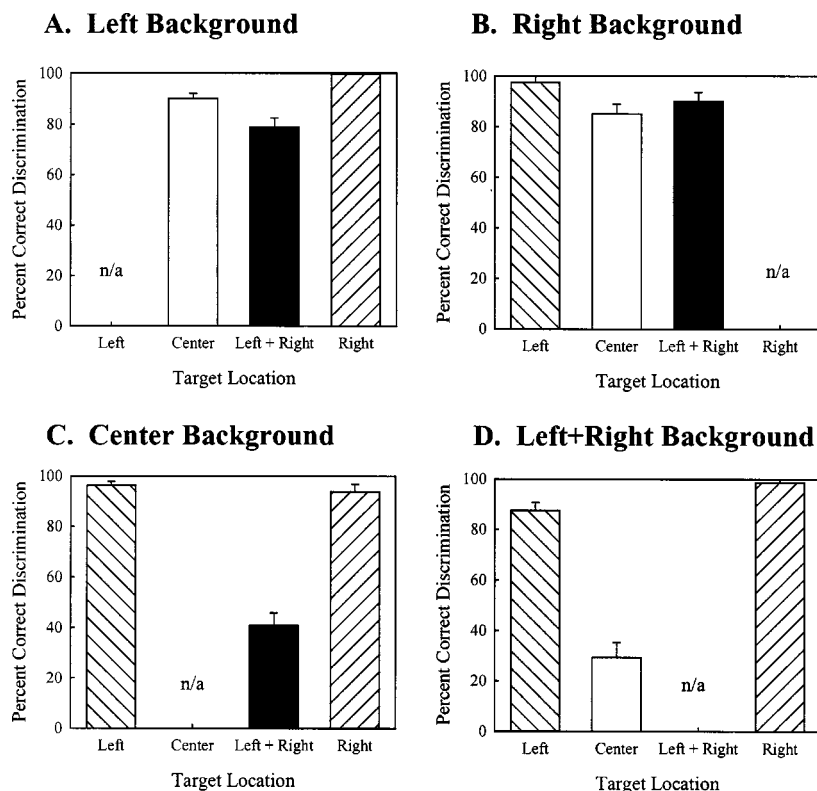 A. Left Background
Percent Correct Discrimination
100
80
60
40
20
0
n/a
Left Center Left + Right Right
Target Location
B. Right Background
Percent Correct Discrimination
100
80
60
40
20
0
n/a
Left Center Left + Right Right
Target Location
C. Center Background
Percent Correct Discrimination
100
80
60
40
20
0
n/a
Left Center Left + Right Right
Target Location
D. Left+Right Background
Percent Correct Discrimination
100
80
60
40
20
0
n/a
Left Center Left + Right Right
Target Location